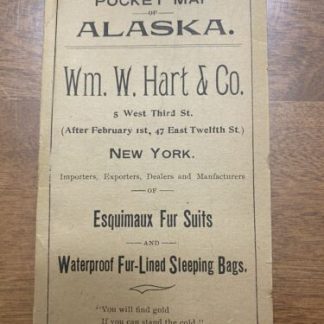 POCKET MAP
OF
ALASKA.
Wm. W. Hart & Co.
5 West Third St.
(After February 1st, 47 East Twelfth St.)
NEW YORK.
Importers, Exporters, Dealers and Manufacturers
OF
Esquimaux Fur Suits
AND
Waterproof Fur-Lined Sleeping Bags.
"You will find gold
If you can stand the cold."